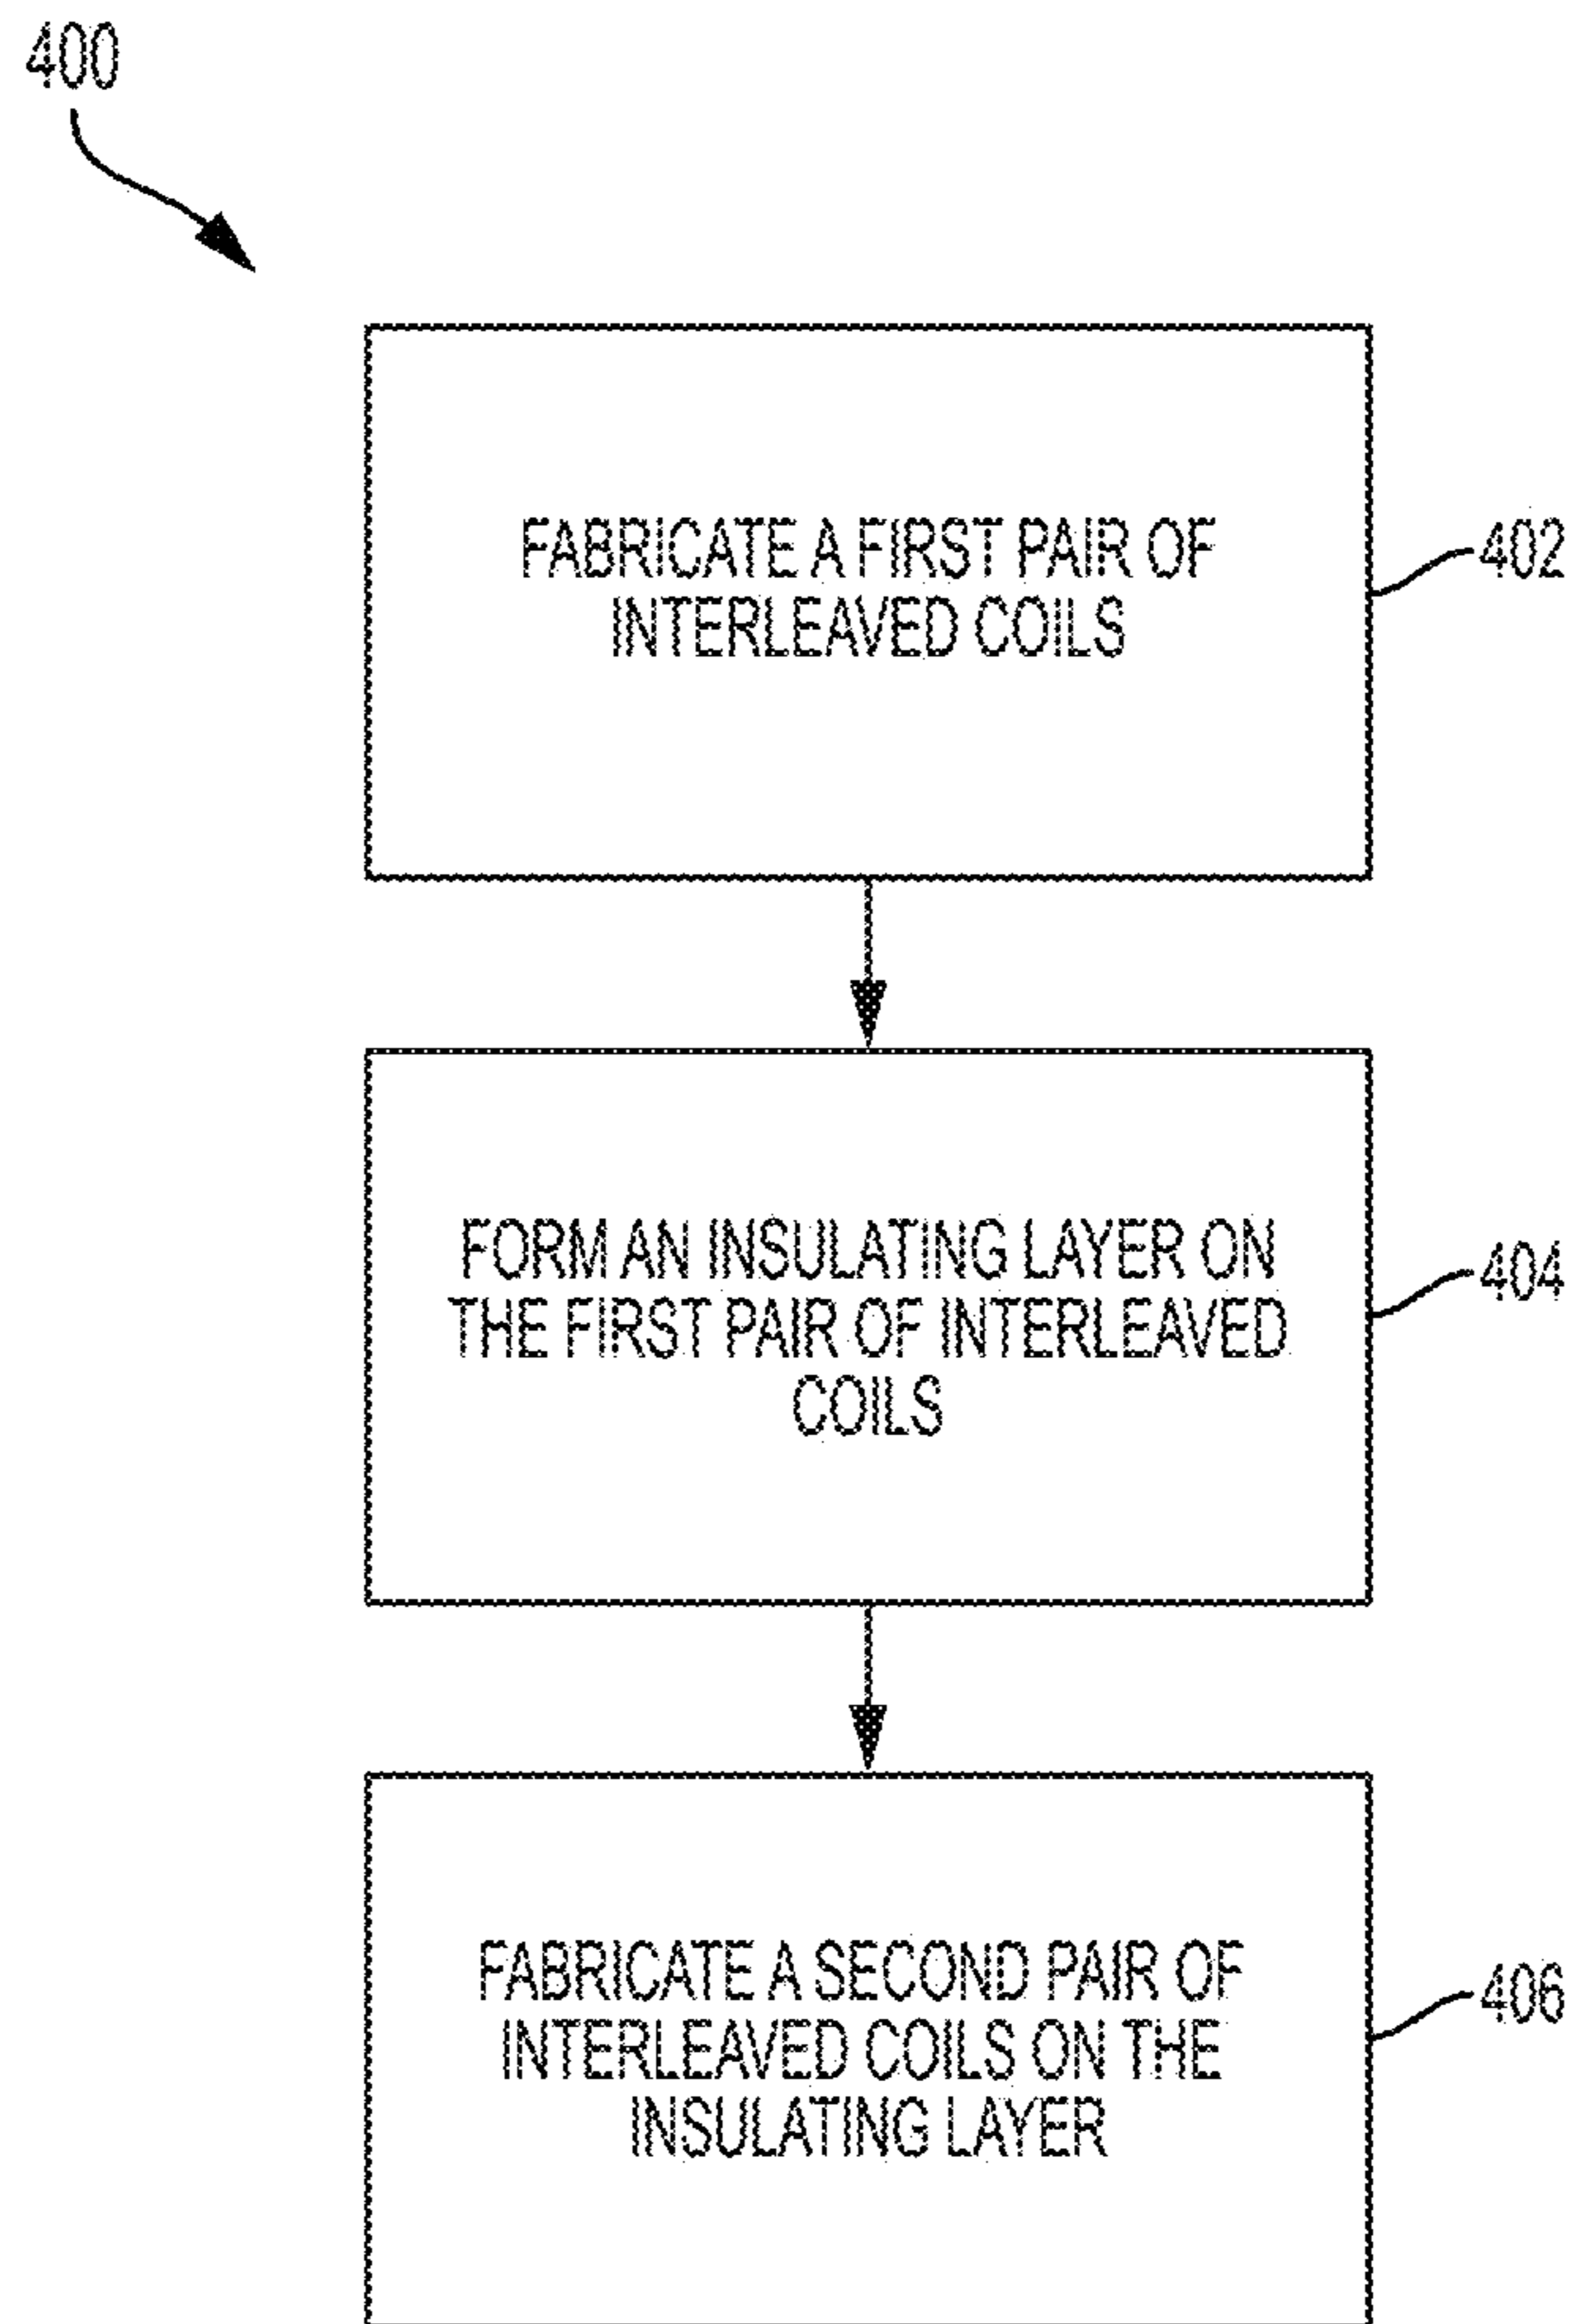 400
FABRICATE A FIRST PAIR OF
INTERLEAVED COILS
402
FORM AN INSULATING LAYER ON
THE FIRST PAIR OF INTERLEAVED
COILS
404
FABRICATE A SECOND PAIR OF
INTERLEAVED COILS ON THE
INSULATING LAYER
406